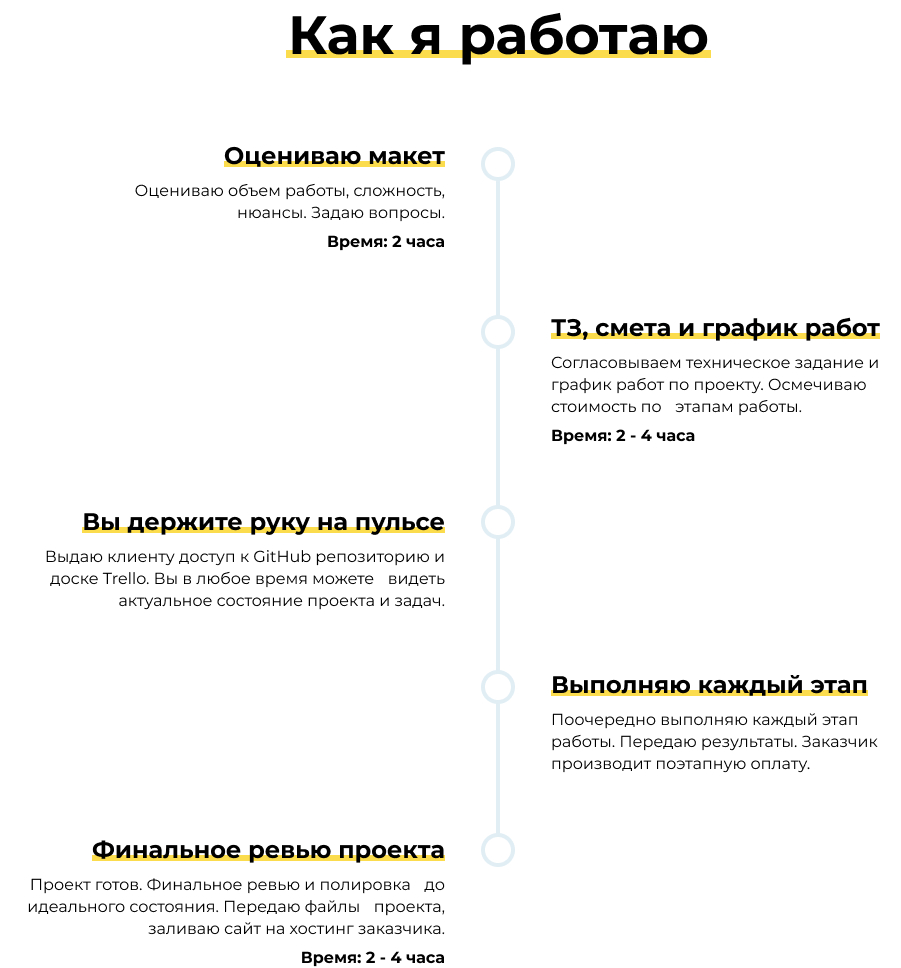 Как я работаю
Оцениваю макет
Оцениваю объем работы, сложность,
нюансы. Задаю вопросы.
Время: 2 часа
ТЗ, смета и график работ
Согласовываем техническое задание и
график работ по проекту. Осмечиваю
стоимость по этапам работы.
Время: 2 - 4 часа
Вы держите руку на пульсе
Выдаю клиенту доступ к GitHub репозиторию и
доске Trello. Вы в любое время можете видеть
актуальное состояние проекта и задач.
Выполняю каждый этап
Поочередно выполняю каждый этап
работы. Передаю результаты. Заказчик
производит поэтапную оплату.
Финальное ревью проекта
Проект готов. Финальное ревью и полировка до
идеального состояния. Передаю файлы проекта,
заливаю сайт на хостинг заказчика.
Время: 2 - 4 часа